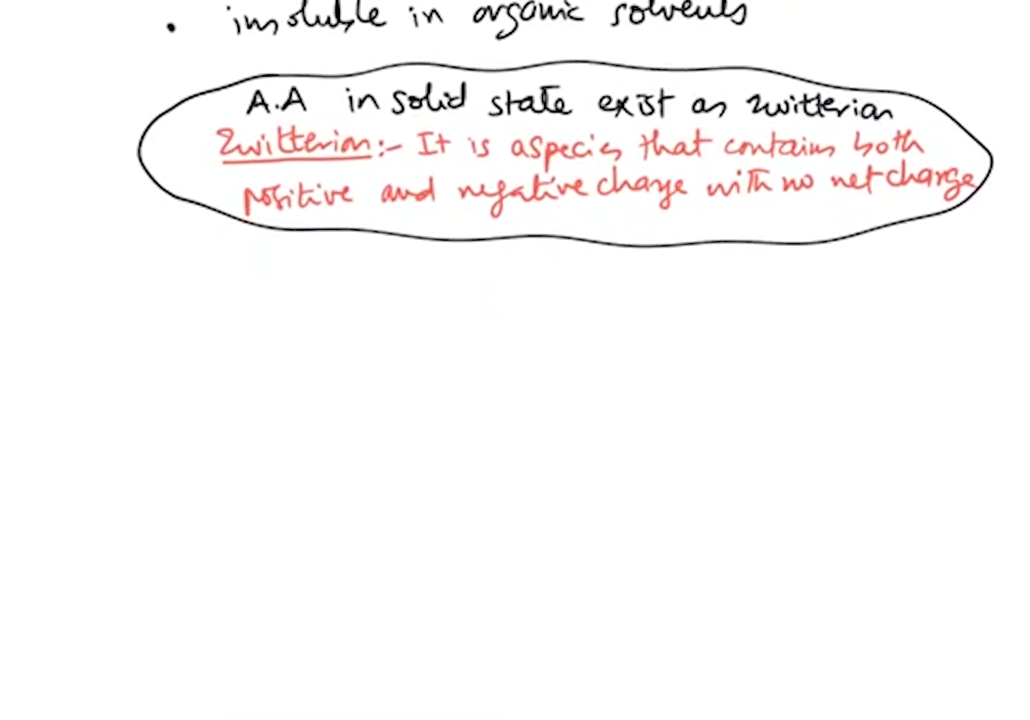 • insoluble in organic solvents
A.A in solid state exist as zwitterion
Zwitterion:- It is a species that contains both
positive and negative charge with no net charge